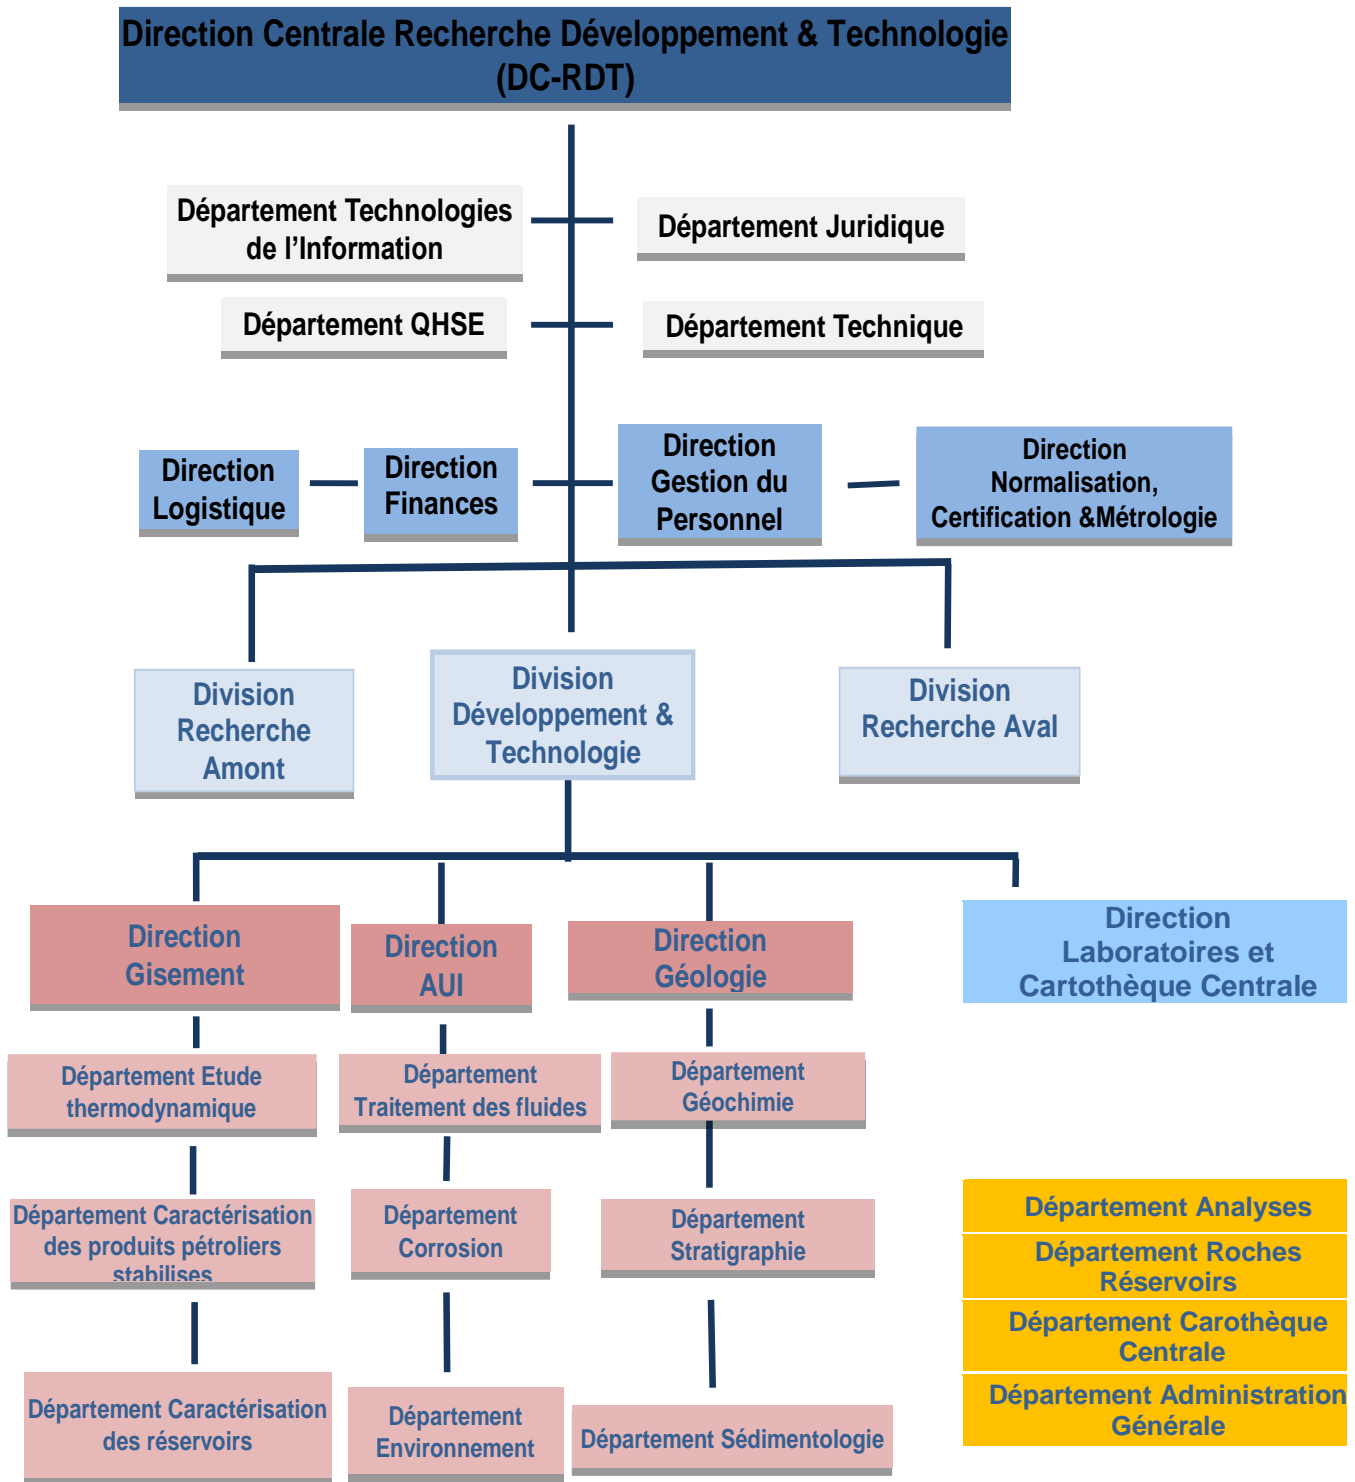 Direction Centrale Recherche Développement & Technologie
(DC-RDT)
Département Technologies
de l’Information
Département Juridique
Département QHSE
Département Technique
Direction
Logistique
Direction
Finances
Direction
Gestion du
Personnel
Direction
Normalisation,
Certification &Métrologie
Division
Recherche
Amont
Division
Développement &
Technologie
Division
Recherche Aval
Direction
Gisement
Direction
AUI
Direction
Géologie
Direction
Laboratoires et
Cartothèque Centrale
Département Etude
thermodynamique
Département
Traitement des fluides
Département
Géochimie
Département Caractérisation
des produits pétroliers
stabilises
Département
Corrosion
Département
Stratigraphie
Département Analyses
Département Roches
Réservoirs
Département Carothèque
Centrale
Département Administration
Générale
Département Caractérisation
des réservoirs
Département
Environnement
Département Sédimentologie